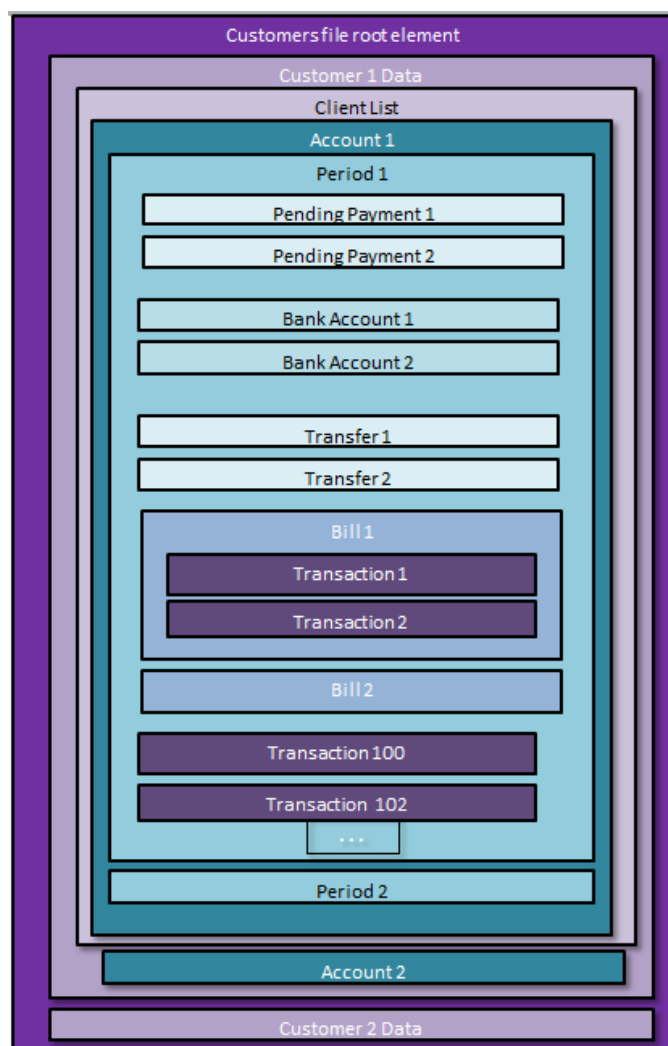 Customers file root element
Customer 1 Data
Client List
Account 1
Period 1
Pending Payment 1
Pending Payment 2
Bank Account 1
Bank Account 2
Transfer 1
Transfer 2
Bill 1
Transaction 1
Transaction 2
Bill 2
Transaction 100
Transaction 102
...
Period 2
Account 2
Customer 2 Data